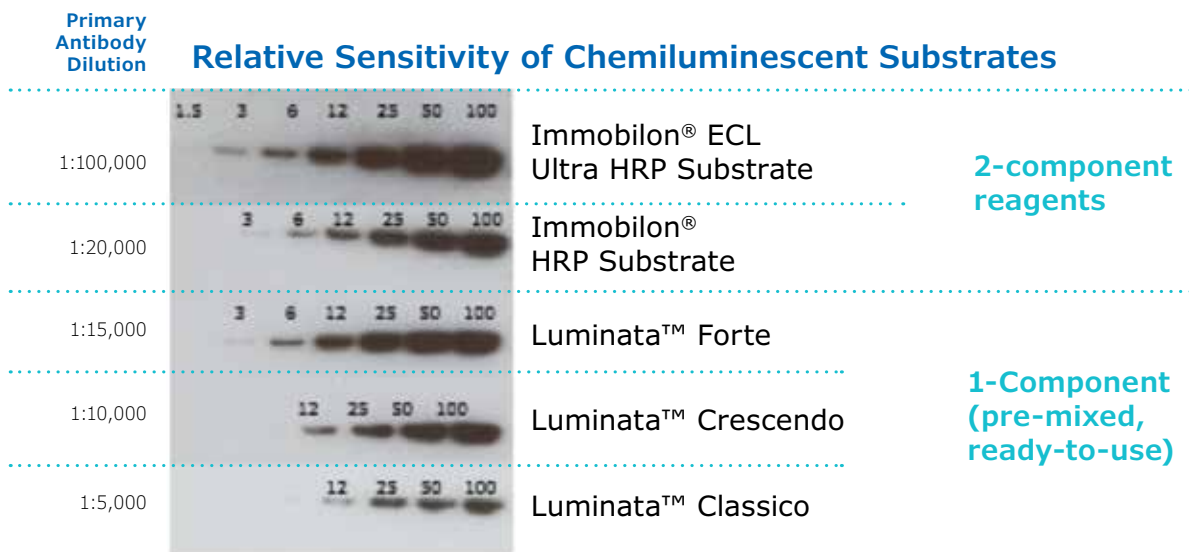 Primary
Antibody
Dilution
Relative Sensitivity of Chemiluminescent Substrates
1.5 3 6 12 25 50 100
1:100,000
Immobilon® ECL
Ultra HRP Substrate
2-component
reagents
3 6 12 25 50 100
1:20,000
Immobilon®
HRP Substrate
3 6 12 25 50 100
1:15,000
Luminata™ Forte
12 25 50 100
1:10,000
Luminata™ Crescendo
1-Component
(pre-mixed,
ready-to-use)
12 25 50 100
1:5,000
Luminata™ Classico